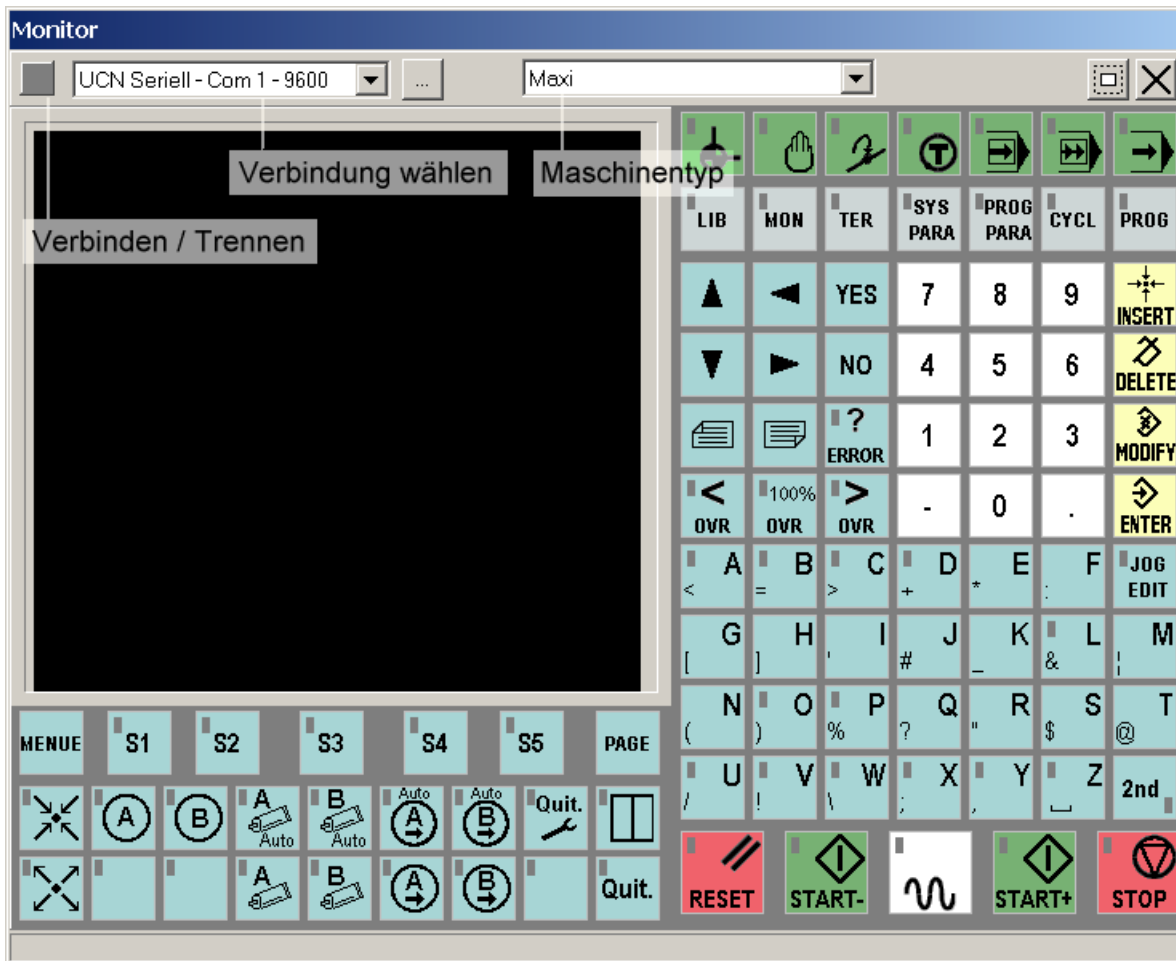 Monitor
UCN Seriell - Com 1 - 9600 ... Maxi
Verbindung wählen Maschinentyp
Verbinden / Trennen
T
LIB MON TER SYS PARA PROG PARA CYCL PROG
YES 7 8 9 INSERT
NO 4 5 6 DELETE
? ERROR 1 2 3 MODIFY
< OVR 100% OVR > OVR - 0 . ENTER
A < B = C > D + E * F : JOG EDIT
G [ H ] I ' J # K _ L & M ¦
N ( O ) P % Q ? R " S $ T @
U / V ! W \ X ; Y , Z 2nd
MENUE S1 S2 S3 S4 S5 PAGE
A B A Auto B Auto Auto A Auto B Quit.
A B A B Quit.
RESET START- START+ STOP